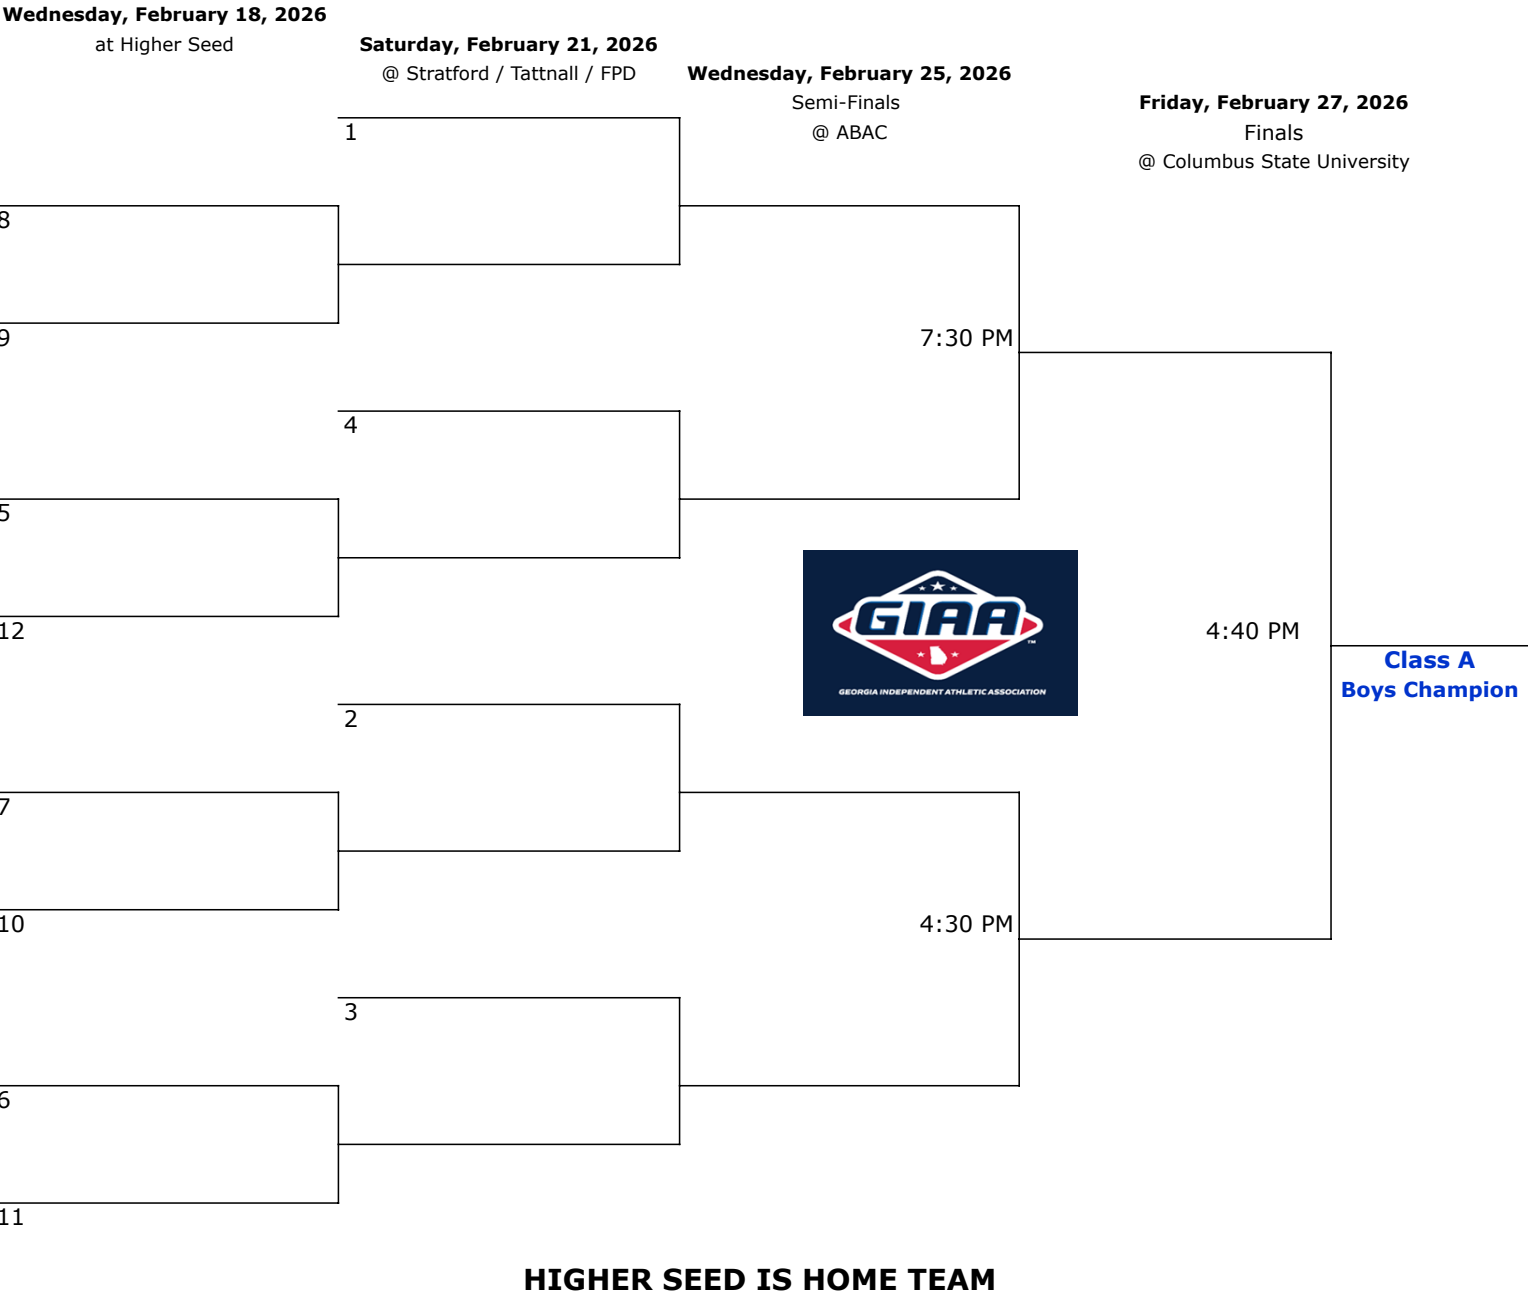 Wednesday, February 18, 2026
at Higher Seed
Saturday, February 21, 2026
@ Stratford / Tattnall / FPD
Wednesday, February 25, 2026
Semi-Finals
@ ABAC
Friday, February 27, 2026
Finals
@ Columbus State University
1
8
9
7:30 PM
4
5
12
GIAA
TM
GEORGIA INDEPENDENT ATHLETIC ASSOCIATION
4:40 PM
Class A
Boys Champion
2
7
10
4:30 PM
3
6
11
HIGHER SEED IS HOME TEAM